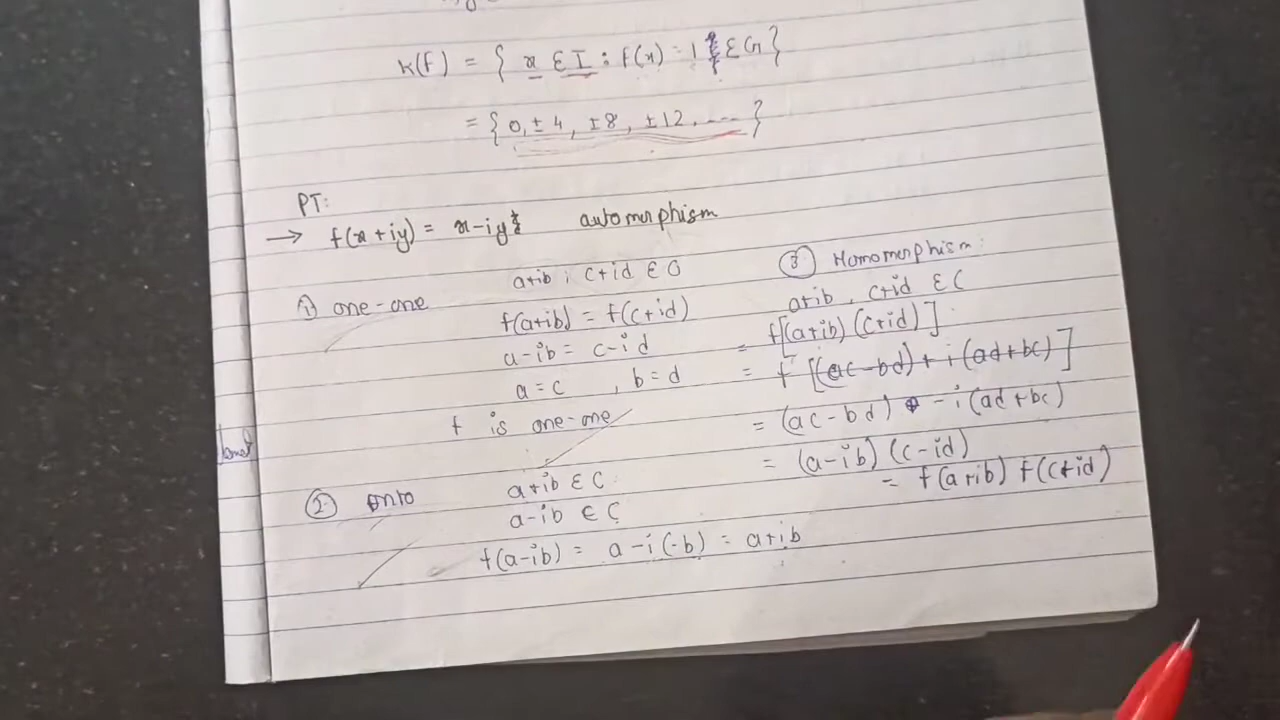 K(f) = { x ε I : f(x) = 1 ε G }
= { 0, ± 4, ± 8, ± 12, .... }
PT:
→ f(x + iy) = x - iy automorphism
① one-one
a+ib ; c+id ε G
f(a+ib) = f(c+id)
a-ib = c-id
a = c , b = d
f is one-one
② onto
a+ib ε C
a-ib ∈ C
f(a-ib) = a-i(-b) = a+ib
③ Homomorphism:
a+ib , c+id ε C
= f[(a+ib) (c+id)]
= f [(ac-bd) + i (ad+bc)]
= (ac-bd) - i (ad+bc)
= (a-ib) (c-id)
= f(a+ib) f(c+id)